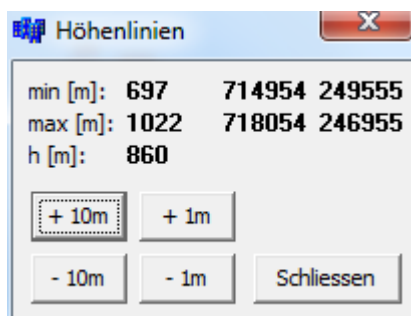 Höhenlinien
min [m]: 697 714954 249555
max [m]: 1022 718054 246955
h [m]: 860
+ 10m + 1m
- 10m - 1m Schliessen